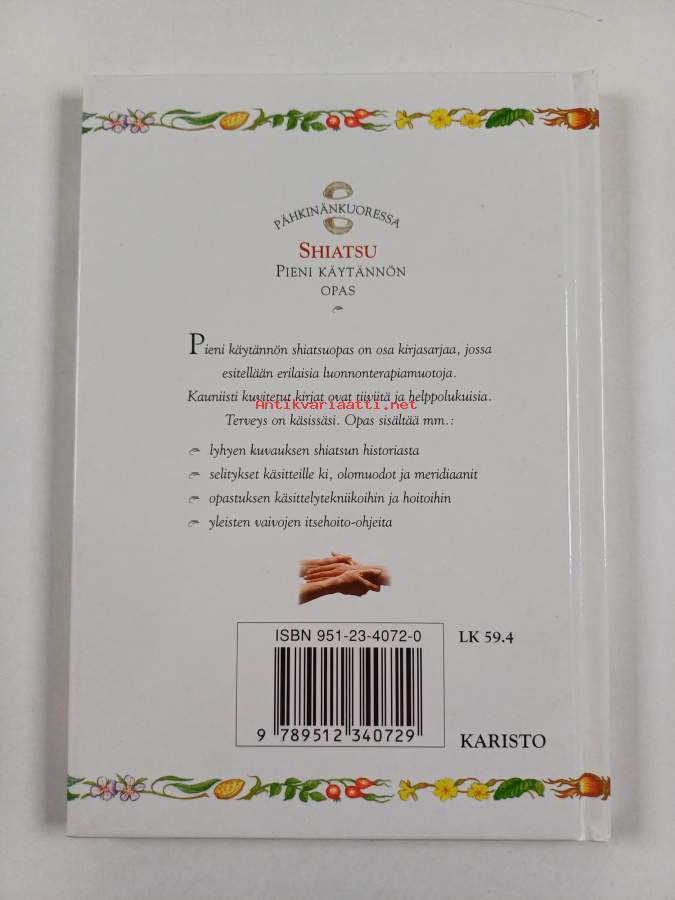 PÄHKINÄNKUORESSA
SHIATSU
PIENI KÄYTÄNNÖN
OPAS
Pieni käytännön shiatsuopas on osa kirjasarjaa, jossa
esitellään erilaisia luonnonterapiamuotoja.
Kauniisti kuvitetut kirjat ovat tiiviitä ja helppolukuisia.
Antikvariaatti.net
Terveys on käsissäsi. Opas sisältää mm.:
lyhyen kuvauksen shiatsun historiasta
selitykset käsitteille ki, olomuodot ja meridiaanit
opastuksen käsittelytekniikoihin ja hoitoihin
yleisten vaivojen itsehoito-ohjeita
ISBN 951-23-4072-0
LK 59.4
9 789512 340729
KARISTO